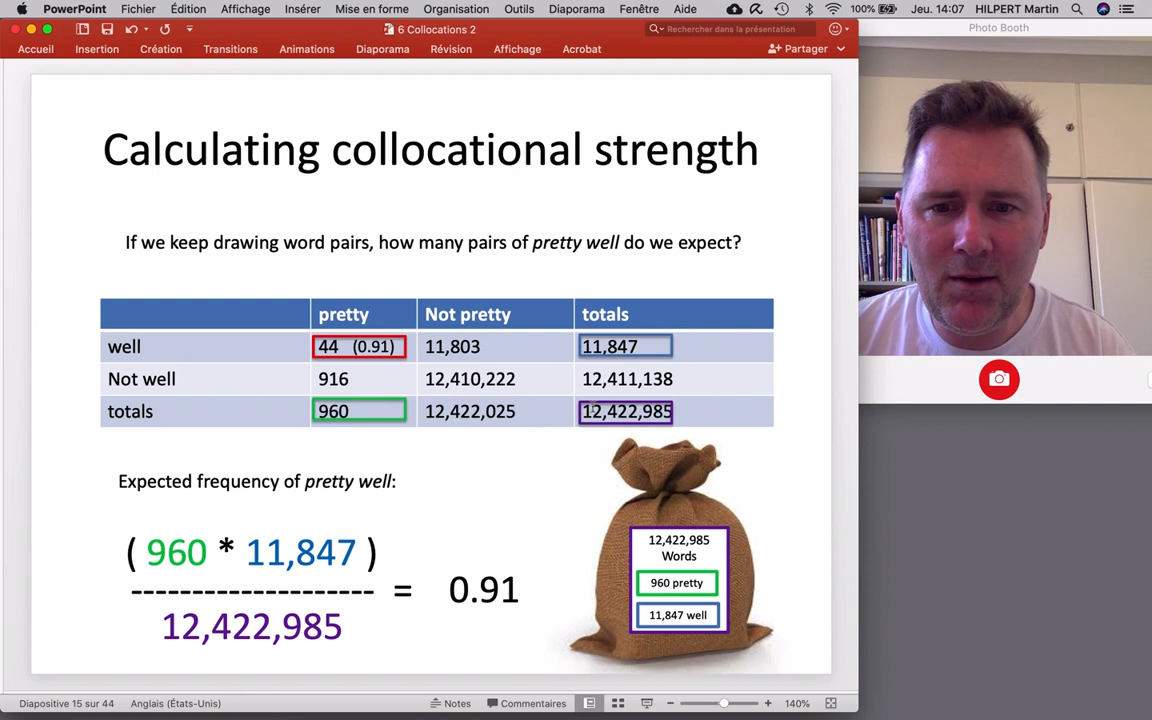 PowerPoint Fichier Édition Affichage Insérer Mise en forme Organisation Outils Diaporama Fenêtre Aide 100% Jeu. 14:07 HILPERT Martin
6 Collocations 2
Rechercher dans la présentation
Accueil Insertion Création Transitions Animations Diaporama Révision Affichage Acrobat
Partager
Photo Booth
Calculating collocational strength
If we keep drawing word pairs, how many pairs of pretty well do we expect?
pretty Not pretty totals
well 44 (0.91) 11,803 11,847
Not well 916 12,410,222 12,411,138
totals 960 12,422,025 12,422,985
Expected frequency of pretty well:
( 960 * 11,847 )
-------------------- = 0.91
12,422,985
12,422,985
Words
960 pretty
11,847 well
Diapositive 15 sur 44 Anglais (États-Unis) Notes Commentaires 140%